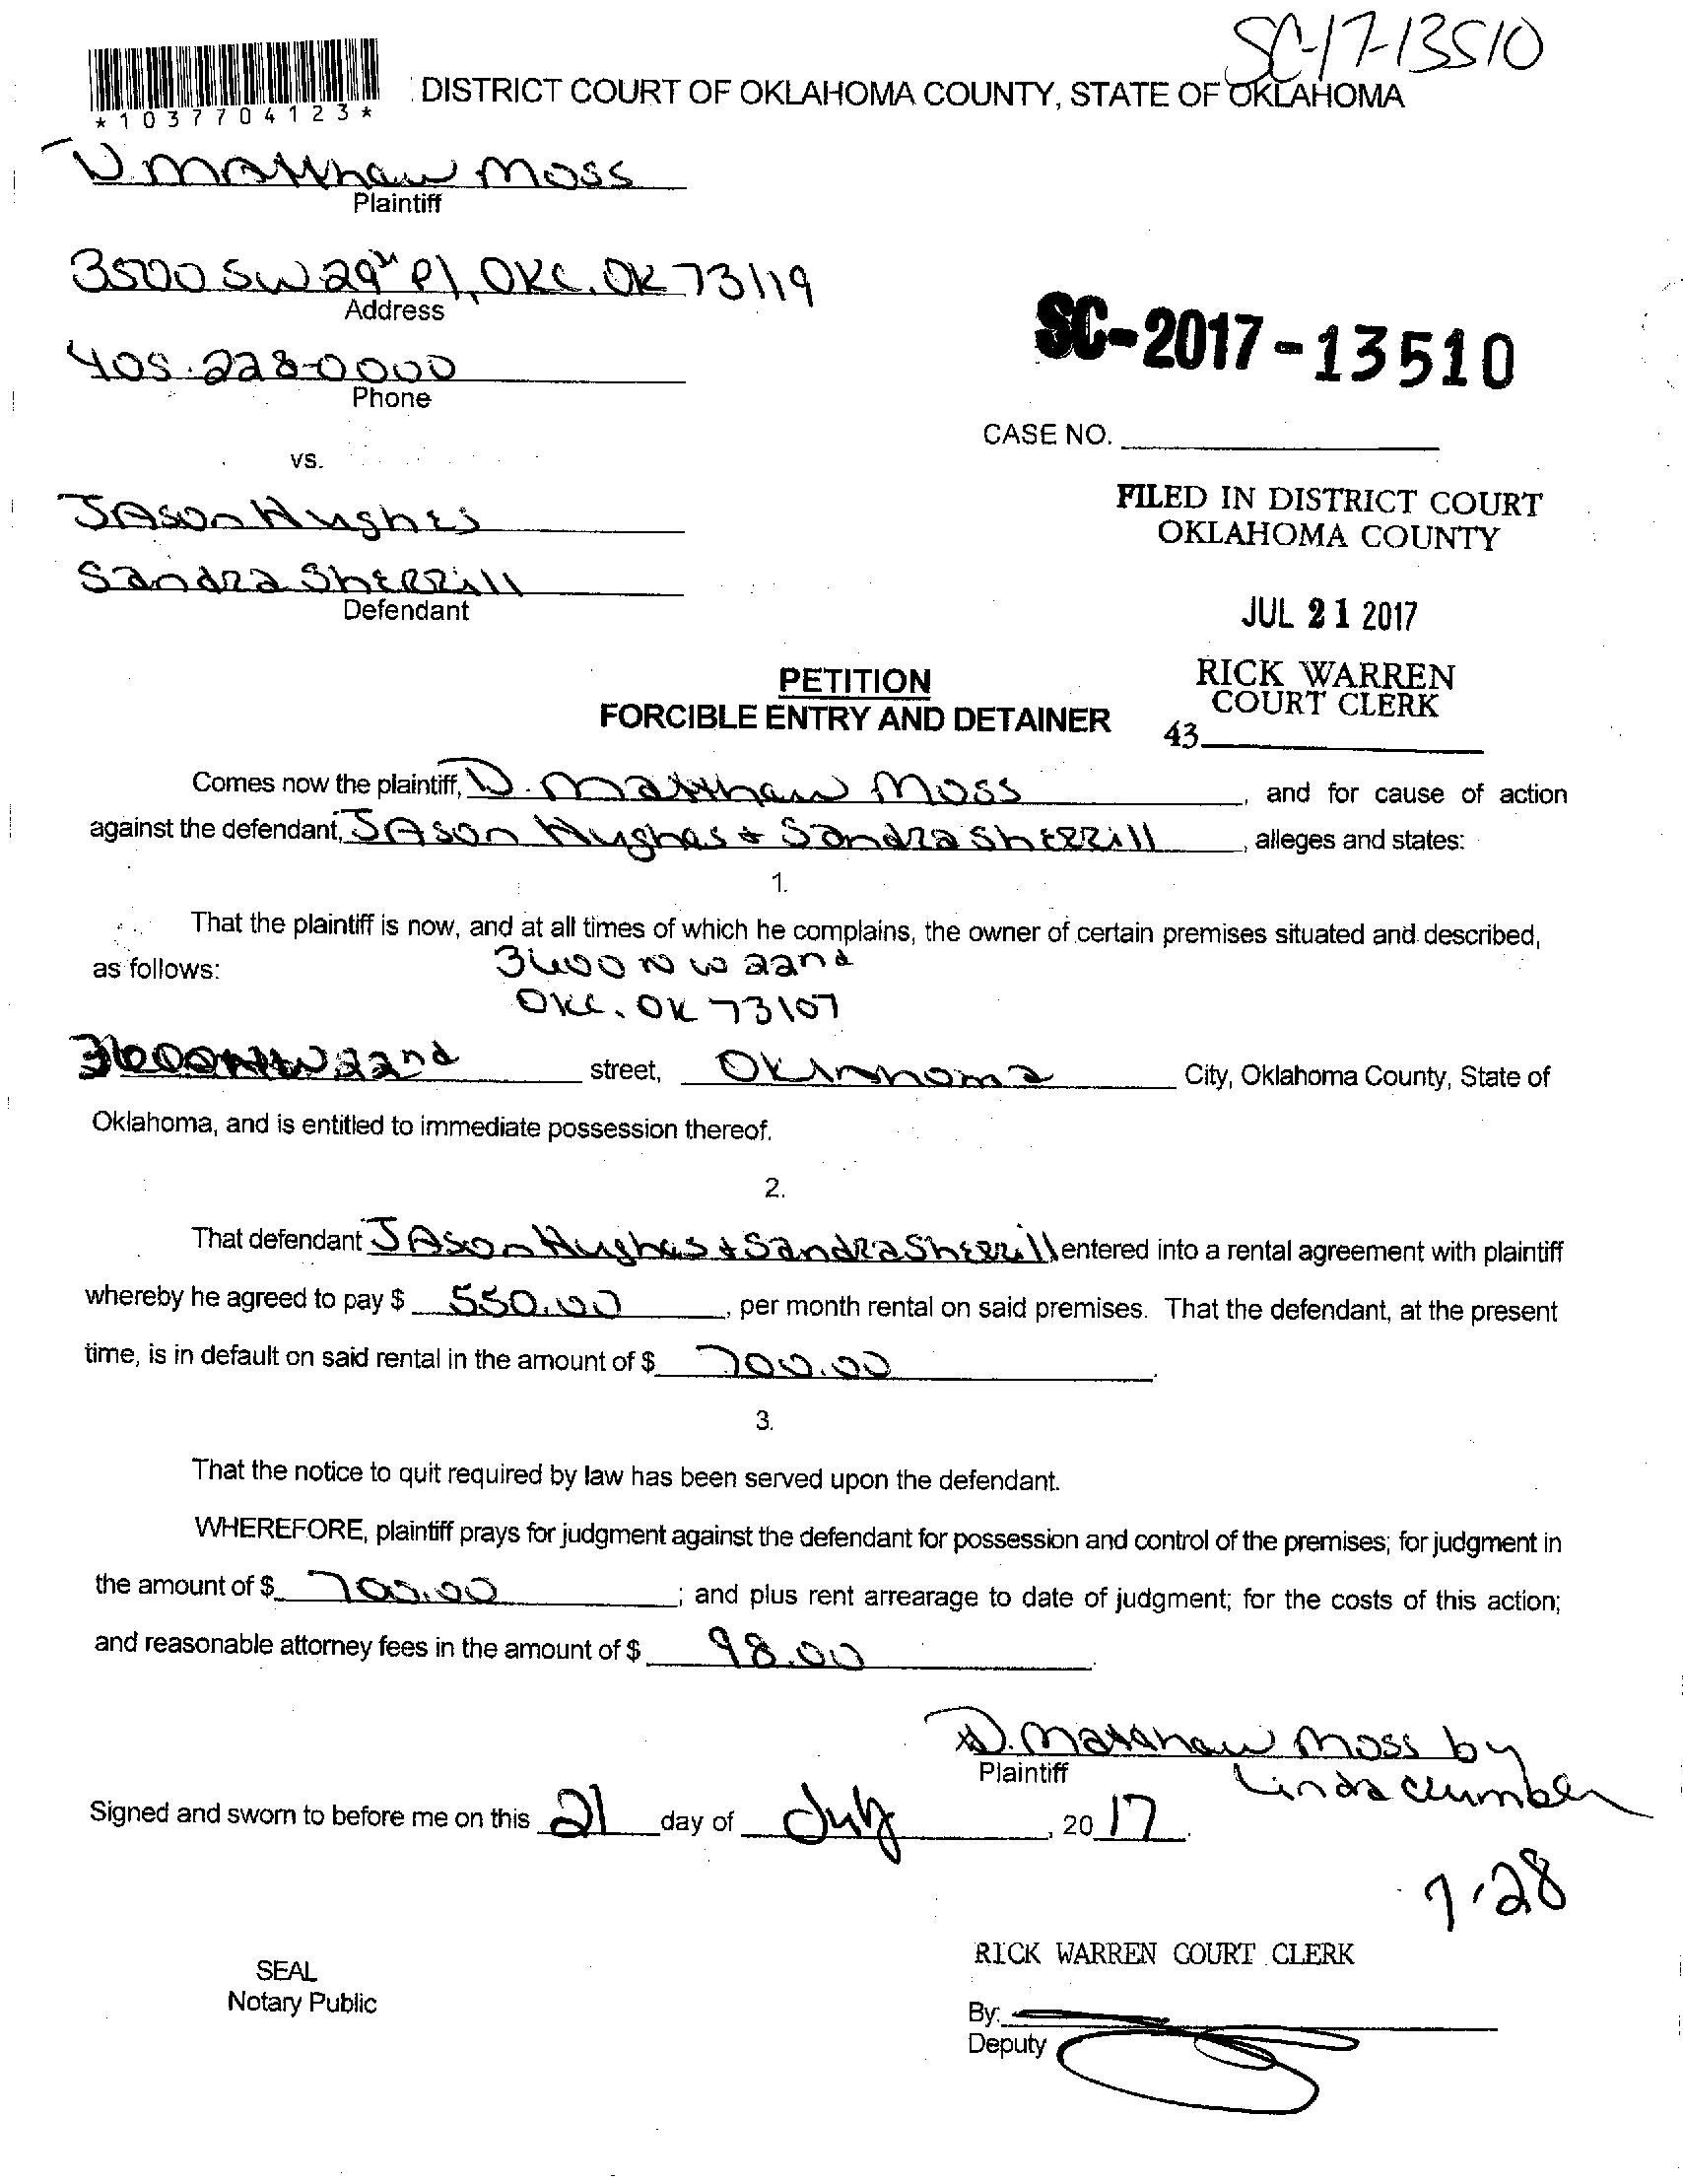 SC-17-13510
*1037704123*
DISTRICT COURT OF OKLAHOMA COUNTY, STATE OF OKLAHOMA
D. Matthew Moss
Plaintiff
3500 SW 29th Pl, OKC, OK 73119
Address
405-228-0000
Phone
SC-2017-13510
CASE NO.
vs.
Jason Hughes
Sandra Sherrill
Defendant
FILED IN DISTRICT COURT
OKLAHOMA COUNTY
JUL 21 2017
RICK WARREN
COURT CLERK
43
PETITION
FORCIBLE ENTRY AND DETAINER
Comes now the plaintiff, D. Matthew Moss, and for cause of action
against the defendant, Jason Hughes + Sandra Sherrill, alleges and states:
1.
That the plaintiff is now, and at all times of which he complains, the owner of certain premises situated and described,
as follows: 3600 NW 22nd
OKC, OK 73107
3600 NW 22nd street, Oklahoma City, Oklahoma County, State of
Oklahoma, and is entitled to immediate possession thereof.
2.
That defendant Jason Hughes + Sandra Sherrill entered into a rental agreement with plaintiff
whereby he agreed to pay $ 550.00, per month rental on said premises. That the defendant, at the present
time, is in default on said rental in the amount of $ 700.00.
3.
That the notice to quit required by law has been served upon the defendant.
WHEREFORE, plaintiff prays for judgment against the defendant for possession and control of the premises; for judgment in
the amount of $ 700.00; and plus rent arrearage to date of judgment; for the costs of this action;
and reasonable attorney fees in the amount of $ 98.00.
D. Matthew Moss by
Plaintiff
Linda
Signed and sworn to before me on this 21 day of July, 2017.
7-28
SEAL
Notary Public
RICK WARREN COURT CLERK
By:
Deputy